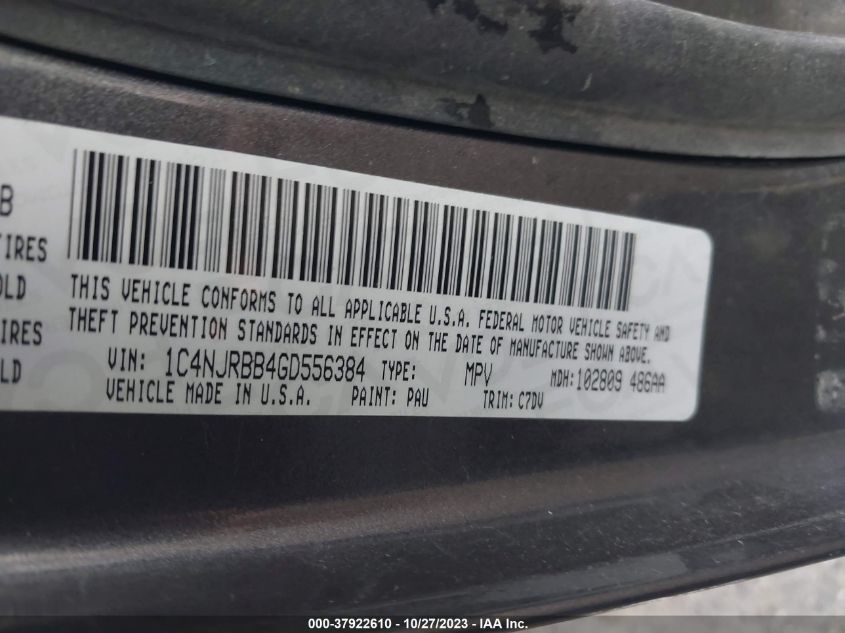 B
TIRES
OLD
IRES
LD
THIS VEHICLE CONFORMS TO ALL APPLICABLE U.S.A. FEDERAL MOTOR VEHICLE SAFETY AND
THEFT PREVENTION STANDARDS IN EFFECT ON THE DATE OF MANUFACTURE SHOWN ABOVE.
VIN: 1C4NJRBB4GD556384 TYPE: MPV MDH:102809 486AA
VEHICLE MADE IN U.S.A. PAINT: PAU TRIM: C7DV
000-37922610 - 10/27/2023 - IAA Inc.